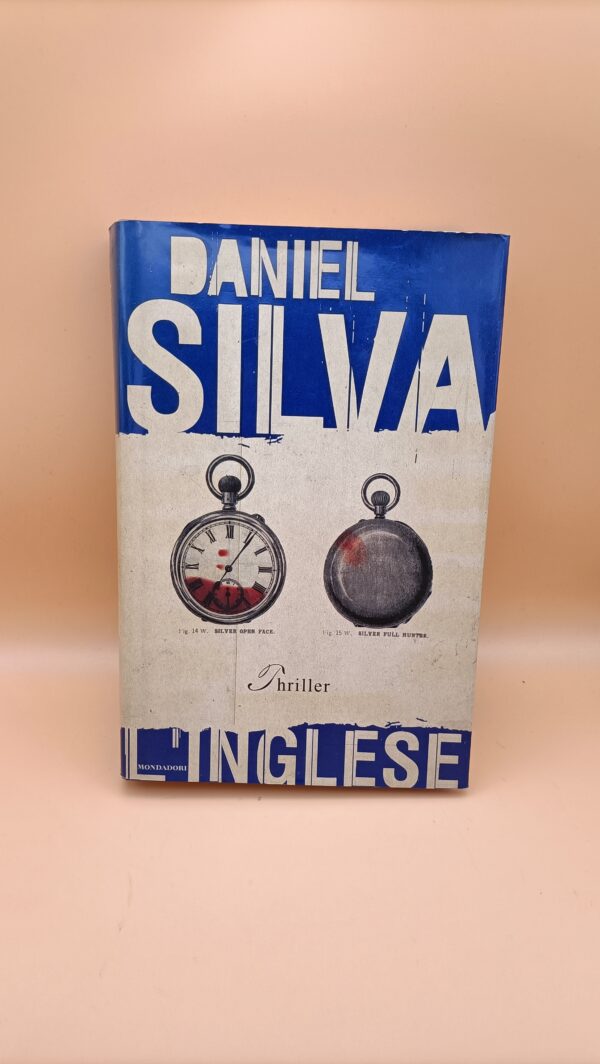 DANIEL
SILVA
Fig. 14 W. SILVER OPEN FACE.
Fig. 15 W. SILVER FULL HUNTER.
Thriller
L'INGLESE
MONDADORI